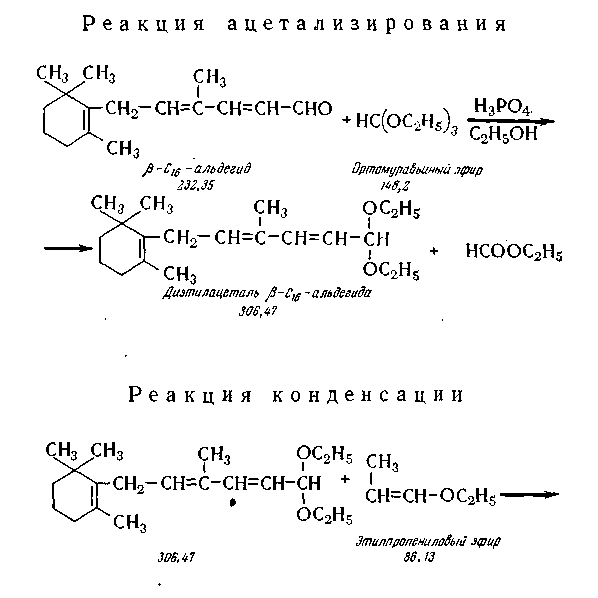 Реакция ацетализирования
CH₃ CH₃ CH₃
CH₂–CH=C–CH=CH–CHO + HC(OC₂H₅)₃ H₃PO₄ C₂H₅OH
CH₃
β-C₁₆-альдегид Ортомуравьиный эфир
232,35 148,2
CH₃ CH₃ CH₃ OC₂H₅
CH₂–CH=C–CH=CH–CH + HCOOC₂H₅
CH₃ OC₂H₅
Диэтилацеталь β-C₁₆-альдегида
306,47
Реакция конденсации
CH₃ CH₃ CH₃ OC₂H₅ CH₃
CH₂–CH=C–CH=CH–CH + CH=CH–OC₂H₅
CH₃ OC₂H₅
Этилпропениловый эфир
306,47 86,13